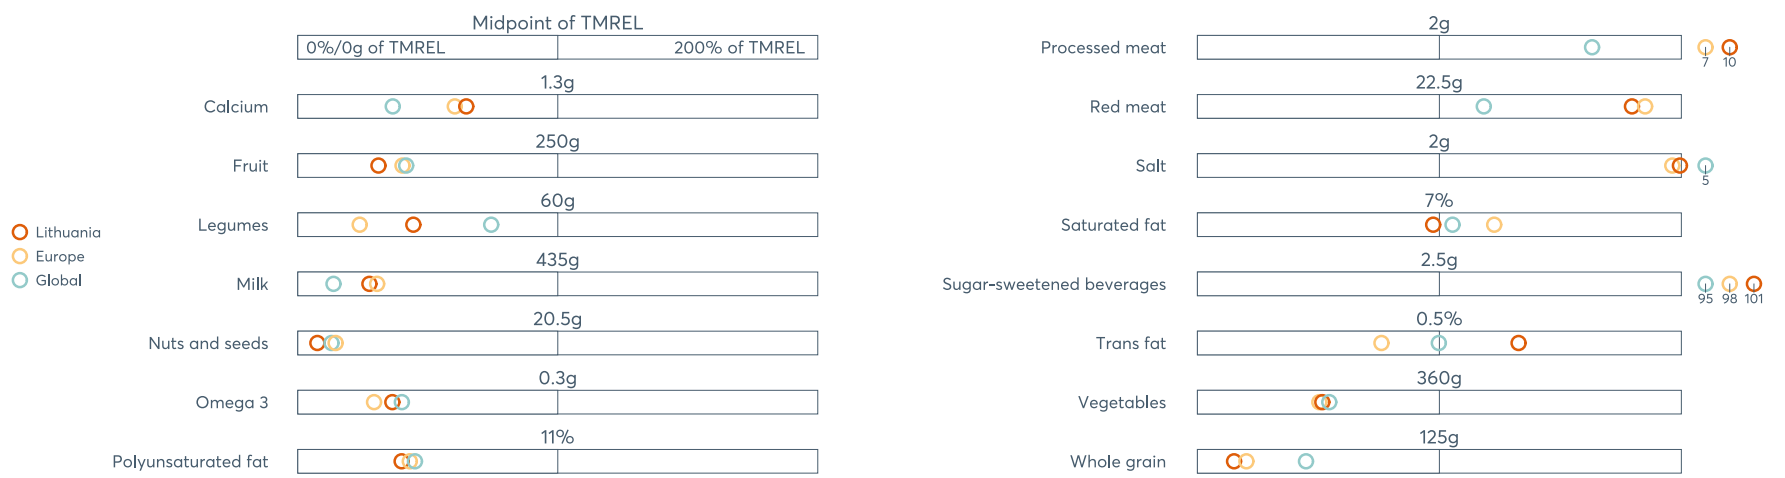 Midpoint of TMREL
0%/0g of TMREL 200% of TMREL
1.3g
Calcium
250g
Fruit
60g
Legumes
435g
Milk
20.5g
Nuts and seeds
0.3g
Omega 3
11%
Polyunsaturated fat
Lithuania
Europe
Global
2g
Processed meat
7 10
22.5g
Red meat
2g
Salt
5
7%
Saturated fat
2.5g
Sugar-sweetened beverages
95 98 101
0.5%
Trans fat
360g
Vegetables
125g
Whole grain